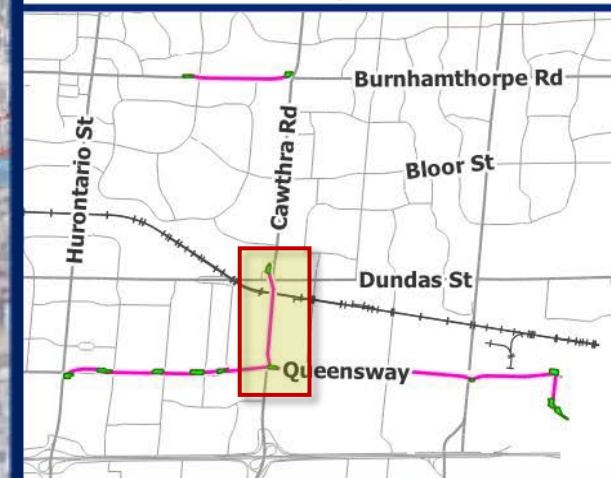 Burnhamthorpe Rd
Hurontario St
Cawthra Rd
Bloor St
Dundas St
Queensway